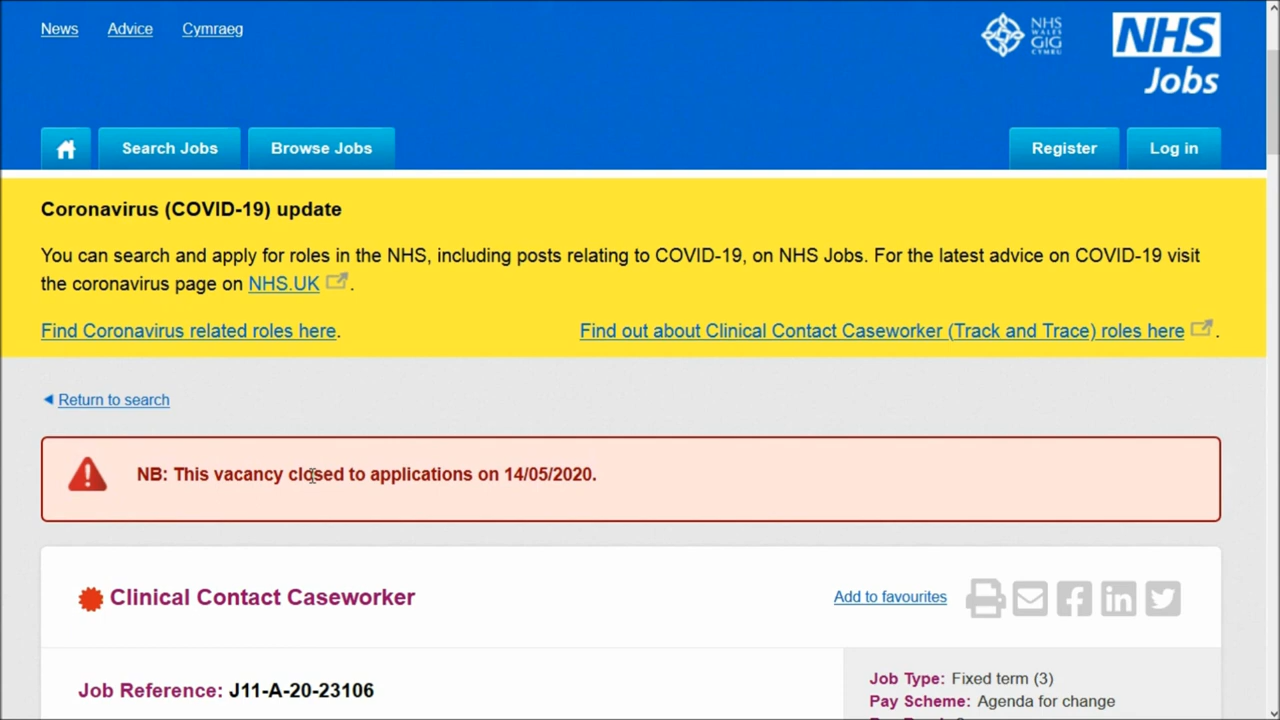 News Advice Cymraeg
NHS
WALES
GIG
CYMRU
NHS
Jobs
Search Jobs Browse Jobs Register Log in
Coronavirus (COVID-19) update
You can search and apply for roles in the NHS, including posts relating to COVID-19, on NHS Jobs. For the latest advice on COVID-19 visit
the coronavirus page on NHS.UK .
Find Coronavirus related roles here. Find out about Clinical Contact Caseworker (Track and Trace) roles here .
Return to search
NB: This vacancy closed to applications on 14/05/2020.
Clinical Contact Caseworker Add to favourites
Job Reference: J11-A-20-23106
Job Type: Fixed term (3)
Pay Scheme: Agenda for change